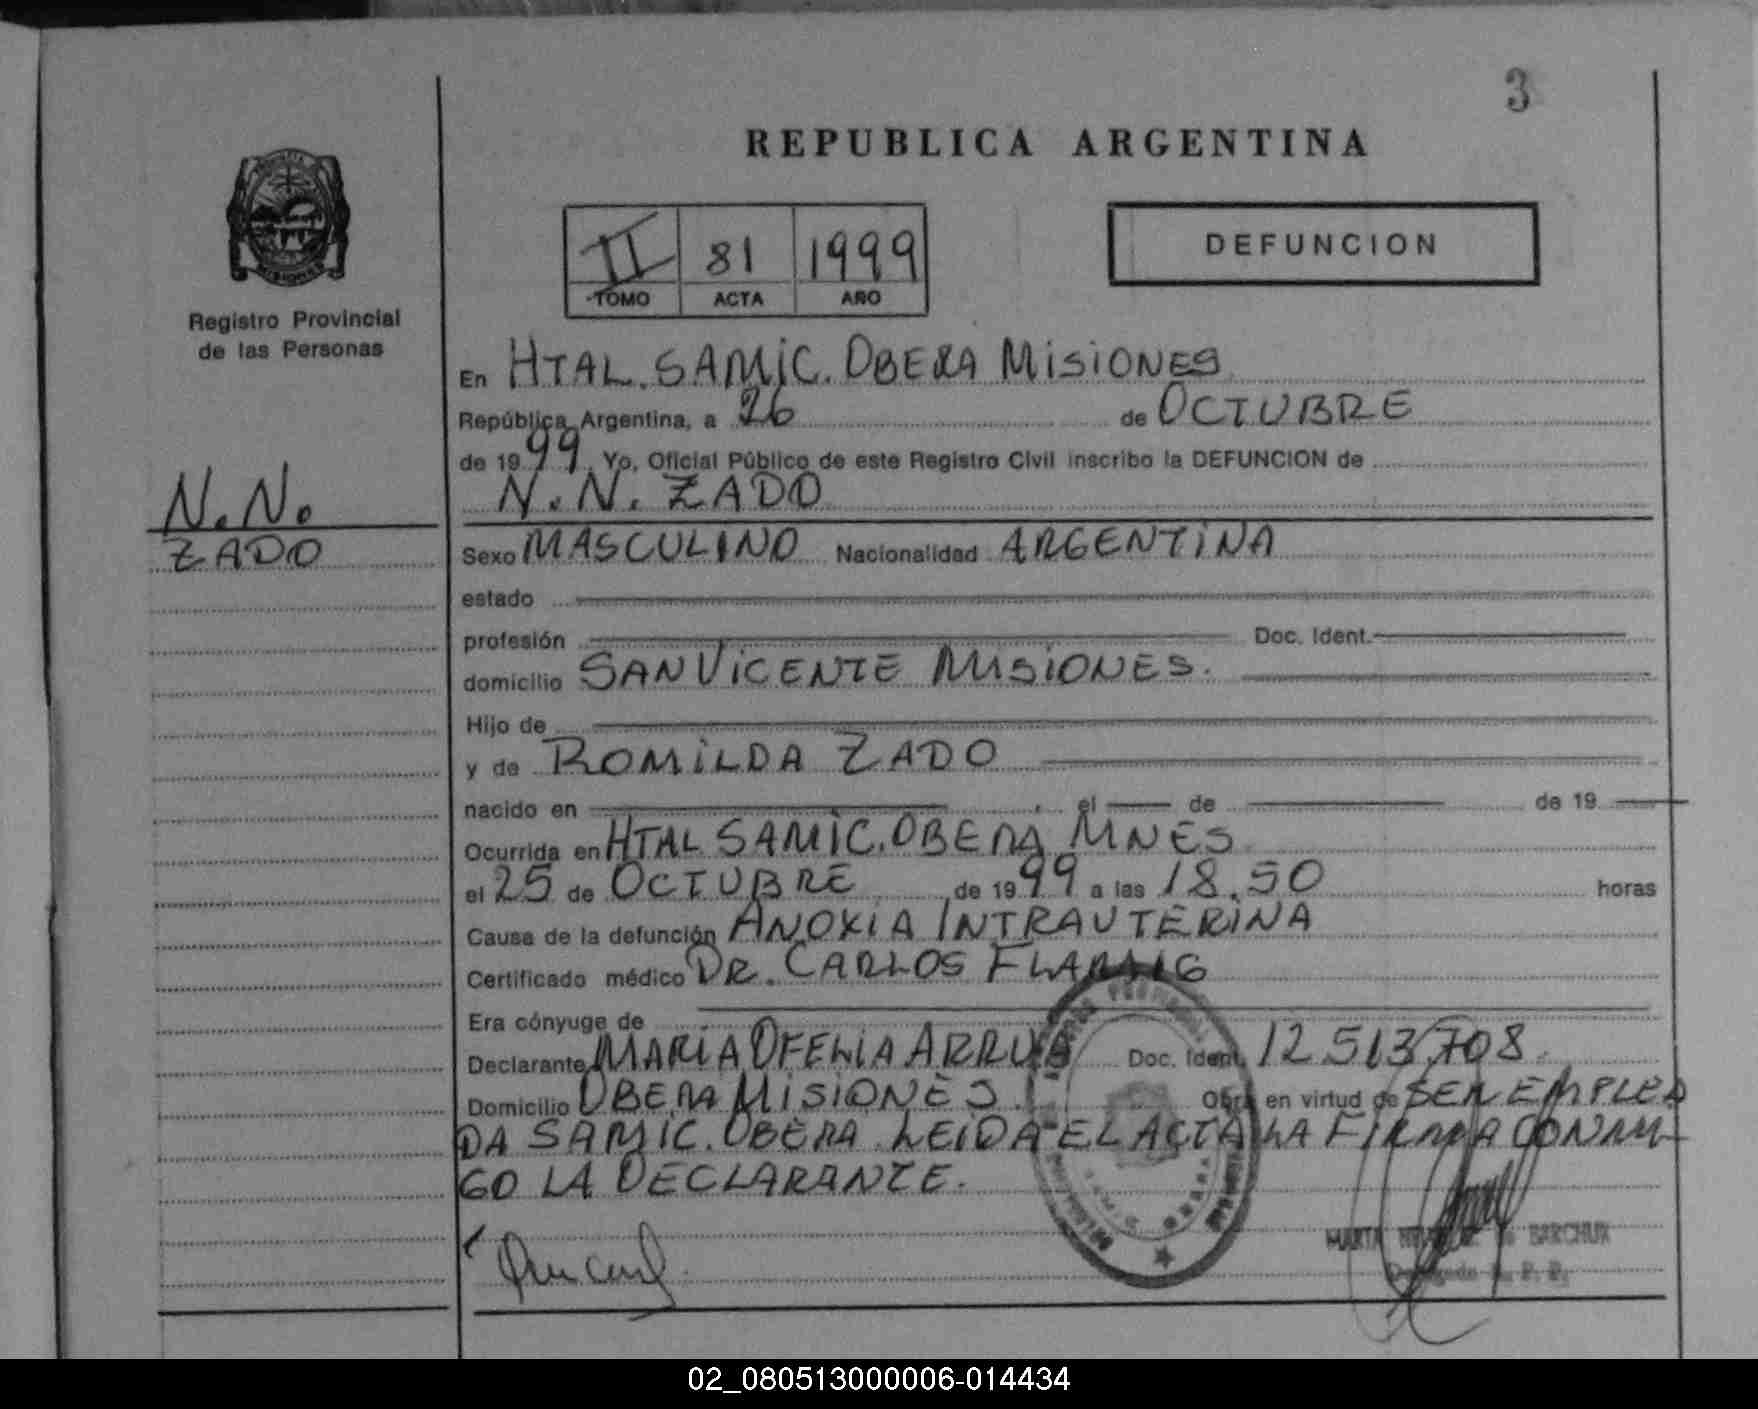 3
REPUBLICA ARGENTINA
II 81 1999
TOMO ACTA AÑO
DEFUNCION
Registro Provincial
de las Personas
N.N.
ZADO
En HTAL. SAMIC. OBERA MISIONES
República Argentina, a 26 de OCTUBRE
de 1999. Yo, Oficial Público de este Registro Civil inscribo la DEFUNCION de
N.N. ZADO
Sexo MASCULINO Nacionalidad ARGENTINA
estado
profesión Doc. Ident.
domicilio SAN VICENTE MISIONES.
Hijo de
y de ROMILDA ZADO
nacido en , el de de 19
Ocurrida en HTAL SAMIC. OBERA MNES.
el 25 de OCTUBRE de 1999 a las 18.50 horas
Causa de la defunción ANOXIA INTRAUTERINA
Certificado médico DR. CARLOS
Era cónyuge de
Declarante MARIA OFELIA ARRUA Doc. Ident. 12513708.
Domicilio OBERA MISIONES. Obra en virtud de SER EMPLEA
DA SAMIC. OBERA. LEIDA EL ACTA LA FIRMA CONMI-
GO LA DECLARANTE.
MARTA BARCHUK
Delegado R. P. P.
02_080513000006-014434